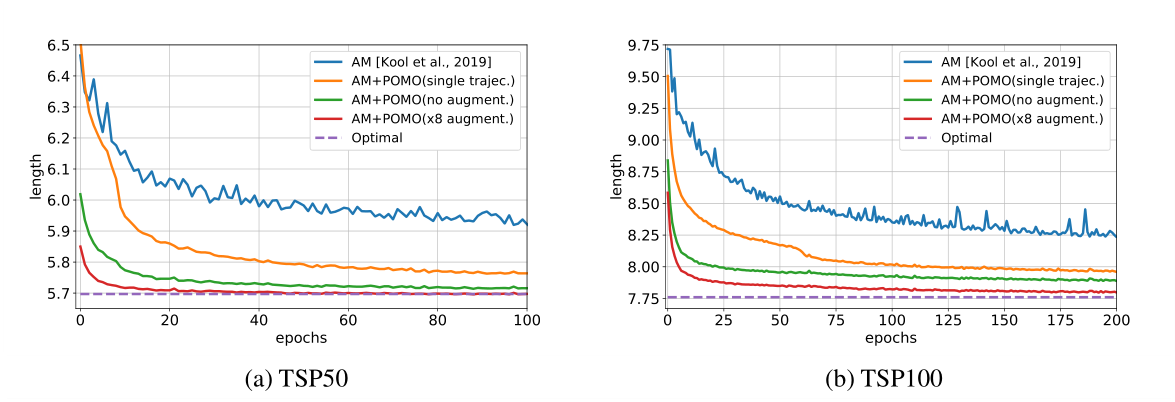 6.5
6.4
6.3
6.2
6.1
6.0
5.9
5.8
5.7
length
0 20 40 60 80 100
epochs
AM [Kool et al., 2019]
AM+POMO(single trajec.)
AM+POMO(no augment.)
AM+POMO(x8 augment.)
Optimal
(a) TSP50
9.75
9.50
9.25
9.00
8.75
8.50
8.25
8.00
7.75
length
0 25 50 75 100 125 150 175 200
epochs
AM [Kool et al., 2019]
AM+POMO(single trajec.)
AM+POMO(no augment.)
AM+POMO(x8 augment.)
Optimal
(b) TSP100